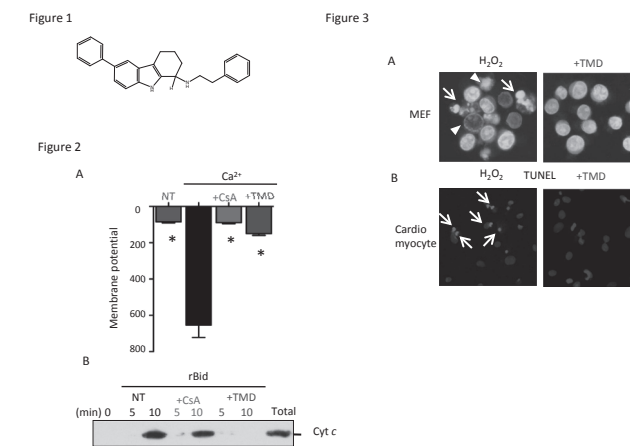 Figure 1
N
H
N
H
H
Figure 2
A
Ca²⁺
NT
+CsA
+TMD
Membrane potential
0
200
400
600
800
*
*
*
B
rBid
NT
+CsA
+TMD
(min) 0 5 10 5 10 5 10 Total
Cyt c
Figure 3
A
H₂O₂
+TMD
MEF
B
H₂O₂
TUNEL
+TMD
Cardio
myocyte